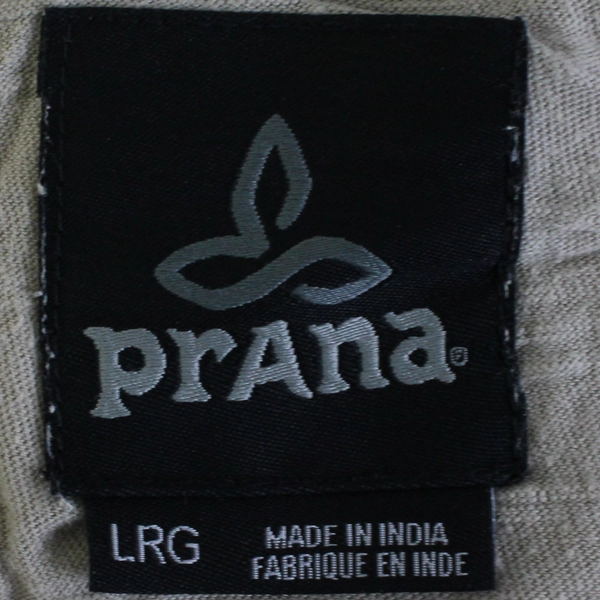 prAna®
LRG
MADE IN INDIA
FABRIQUE EN INDE